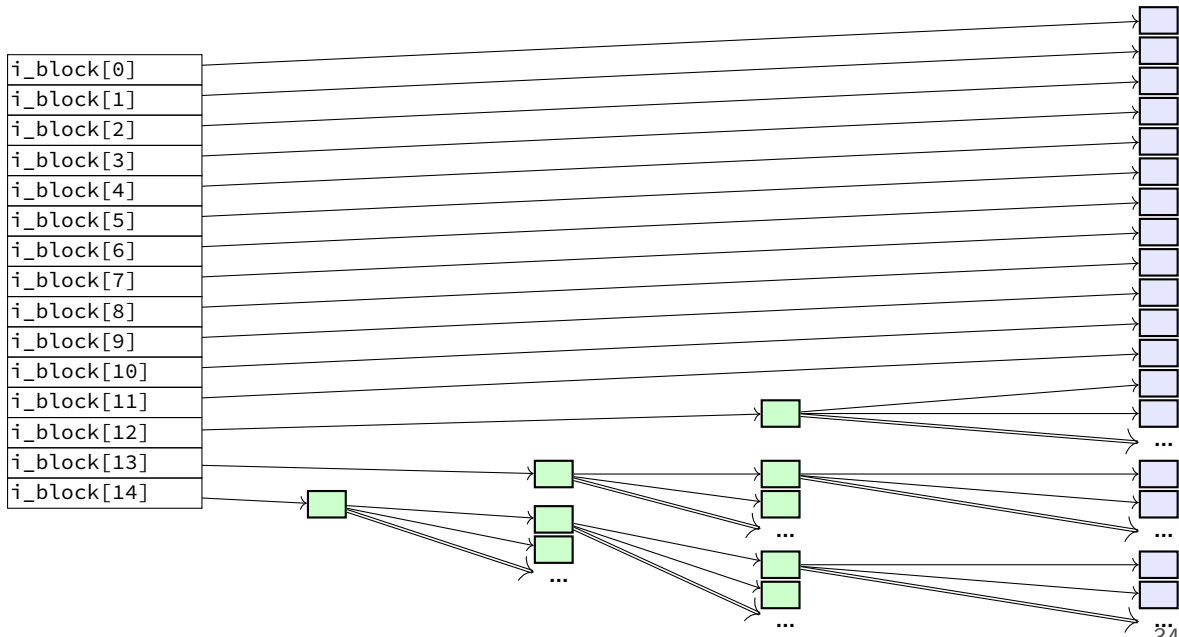 i_block[0]
i_block[1]
i_block[2]
i_block[3]
i_block[4]
i_block[5]
i_block[6]
i_block[7]
i_block[8]
i_block[9]
i_block[10]
i_block[11]
i_block[12]
...
i_block[13]
i_block[14]
...
...
...
...
...
34